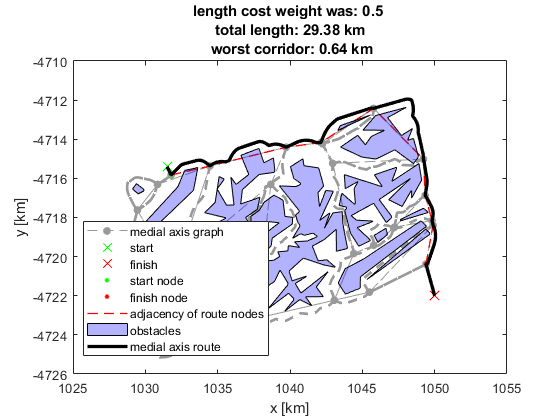 length cost weight was: 0.5
total length: 29.38 km
worst corridor: 0.64 km
-4710
-4712
-4714
-4716
-4718
-4720
-4722
-4724
-4726
y [km]
medial axis graph
start
finish
start node
finish node
adjacency of route nodes
obstacles
medial axis route
1025
1030
1035
1040
1045
1050
1055
x [km]